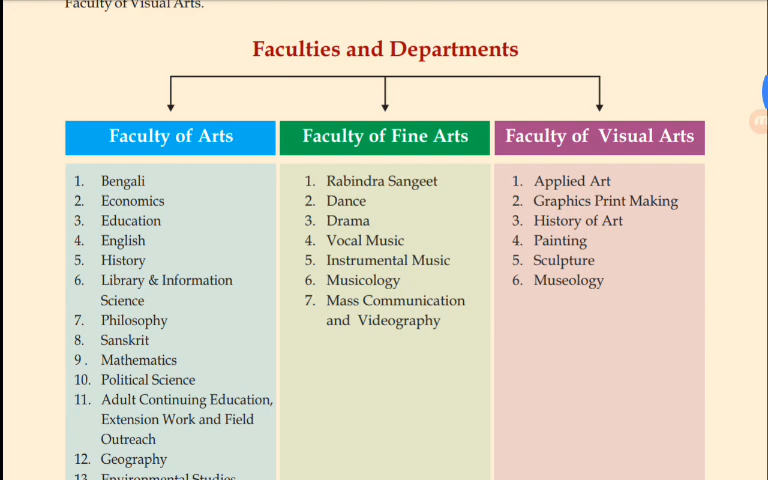 Faculty of Visual Arts.
Faculties and Departments
Faculty of Arts
1. Bengali
2. Economics
3. Education
4. English
5. History
6. Library & Information
Science
7. Philosophy
8. Sanskrit
9 . Mathematics
10. Political Science
11. Adult Continuing Education,
Extension Work and Field
Outreach
12. Geography
13. Environmental Studies
Faculty of Fine Arts
1. Rabindra Sangeet
2. Dance
3. Drama
4. Vocal Music
5. Instrumental Music
6. Musicology
7. Mass Communication
and Videography
Faculty of Visual Arts
1. Applied Art
2. Graphics Print Making
3. History of Art
4. Painting
5. Sculpture
6. Museology